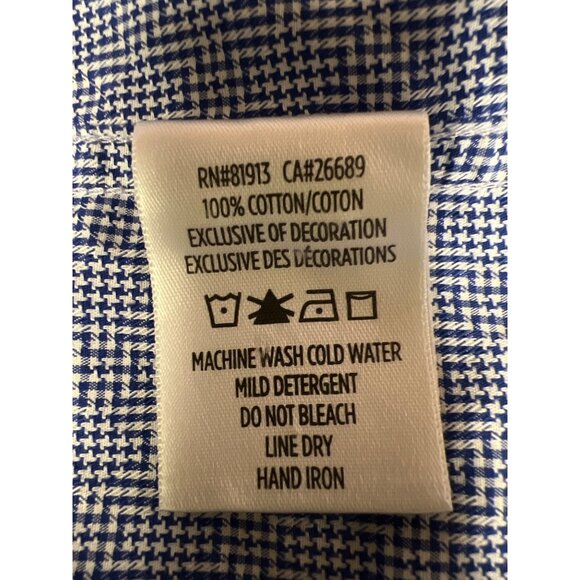 RN#81913 CA#26689
100% COTTON/COTON
EXCLUSIVE OF DECORATION
EXCLUSIVE DES DÉCORATIONS
MACHINE WASH COLD WATER
MILD DETERGENT
DO NOT BLEACH
LINE DRY
HAND IRON